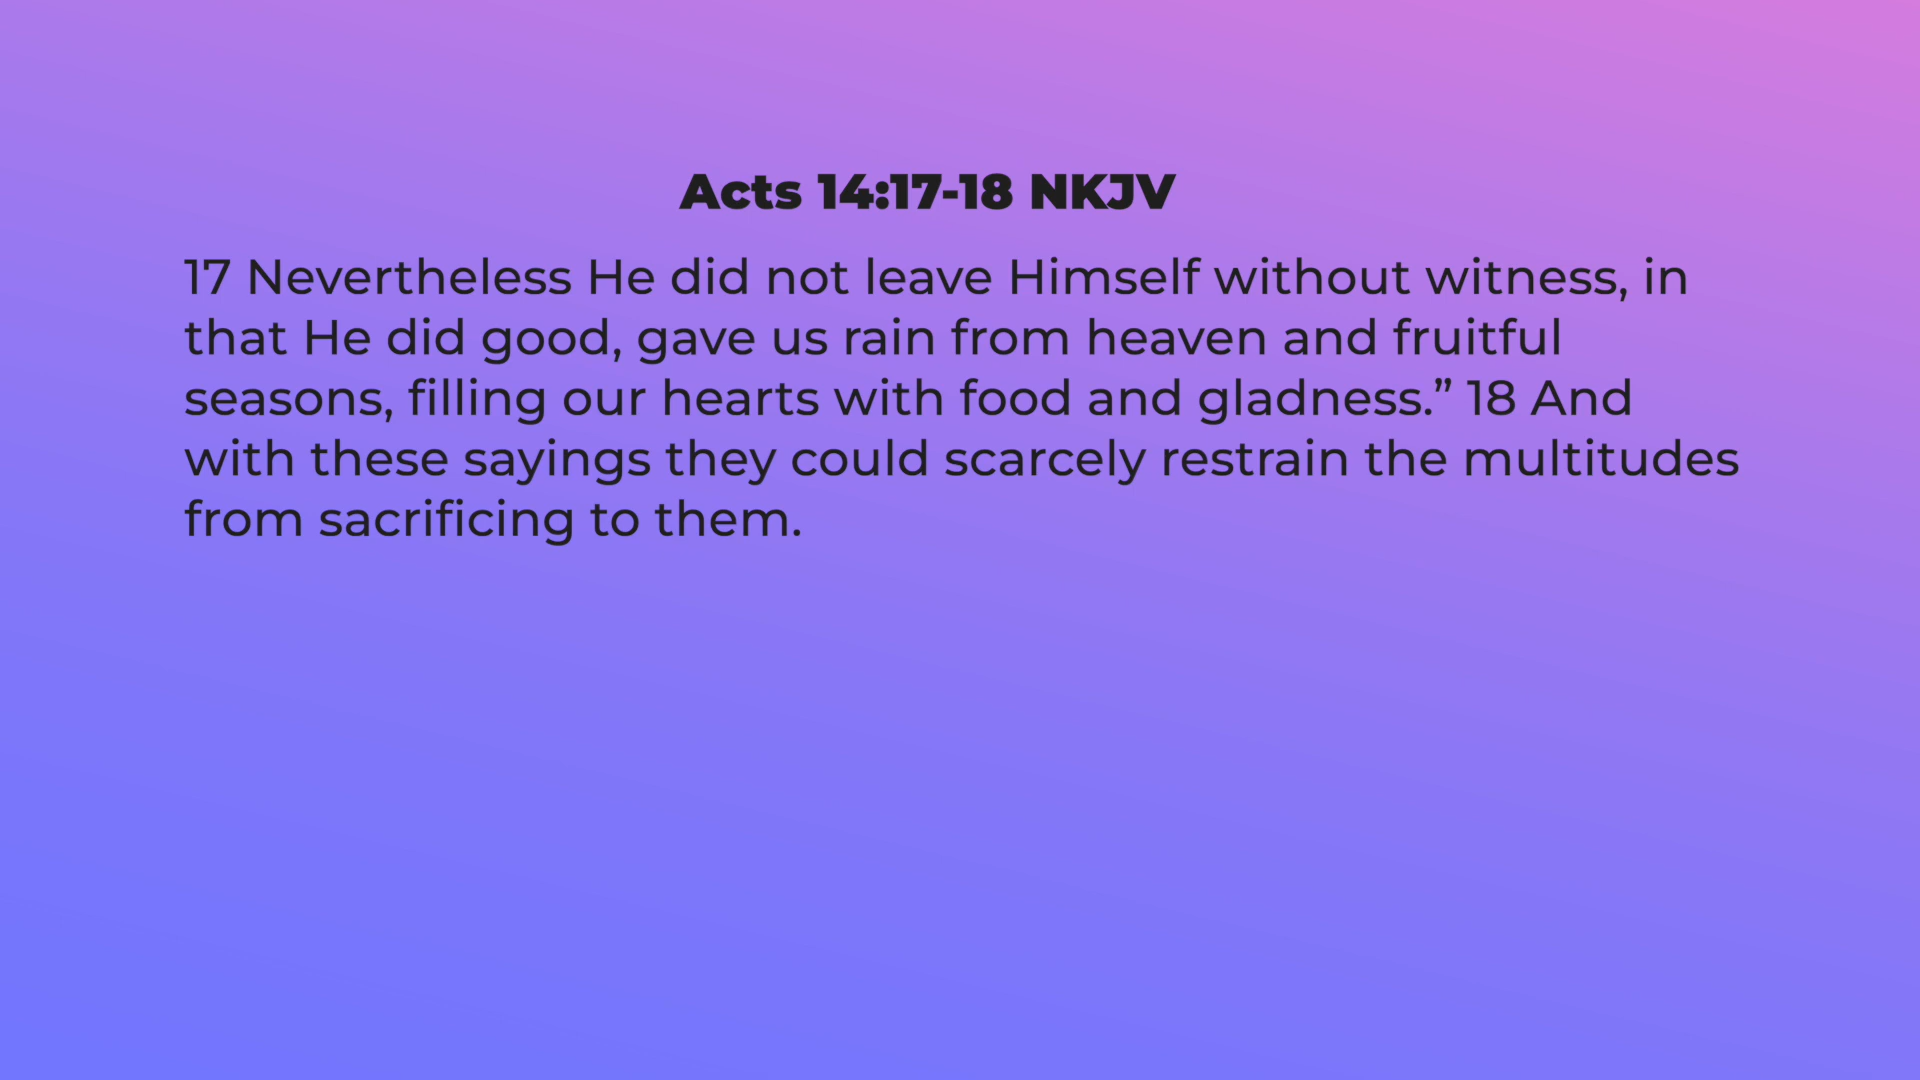 Acts 14:17-18 NKJV
17 Nevertheless He did not leave Himself without witness, in
that He did good, gave us rain from heaven and fruitful
seasons, filling our hearts with food and gladness.” 18 And
with these sayings they could scarcely restrain the multitudes
from sacrificing to them.